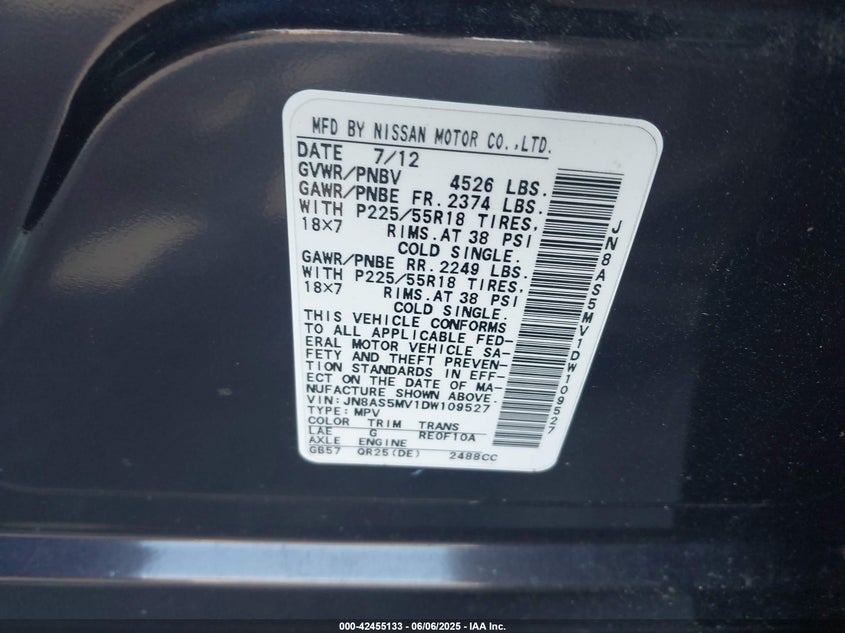 MFD BY NISSAN MOTOR CO.,LTD.
DATE 7/12
GVWR/PNBV 4526 LBS.
GAWR/PNBE FR. 2374 LBS.
WITH P225/55R18 TIRES,
18×7 RIMS.AT 38 PSI
COLD SINGLE.
GAWR/PNBE RR. 2249 LBS.
WITH P225/55R18 TIRES,
18×7 RIMS.AT 38 PSI
COLD SINGLE.
THIS VEHICLE CONFORMS
TO ALL APPLICABLE FED-
ERAL MOTOR VEHICLE SA-
FETY AND THEFT PREVEN-
TION STANDARDS IN EFF-
ECT ON THE DATE OF MA-
NUFACTURE SHOWN ABOVE.
VIN: JN8AS5MV1DW109527
TYPE: MPV
COLOR TRIM TRANS
LAE G RE0F10A
AXLE ENGINE
GB57 QR25(DE) 2488CC
JN8AS5MV1DW109527
000-42455133 - 06/06/2025 - IAA Inc.